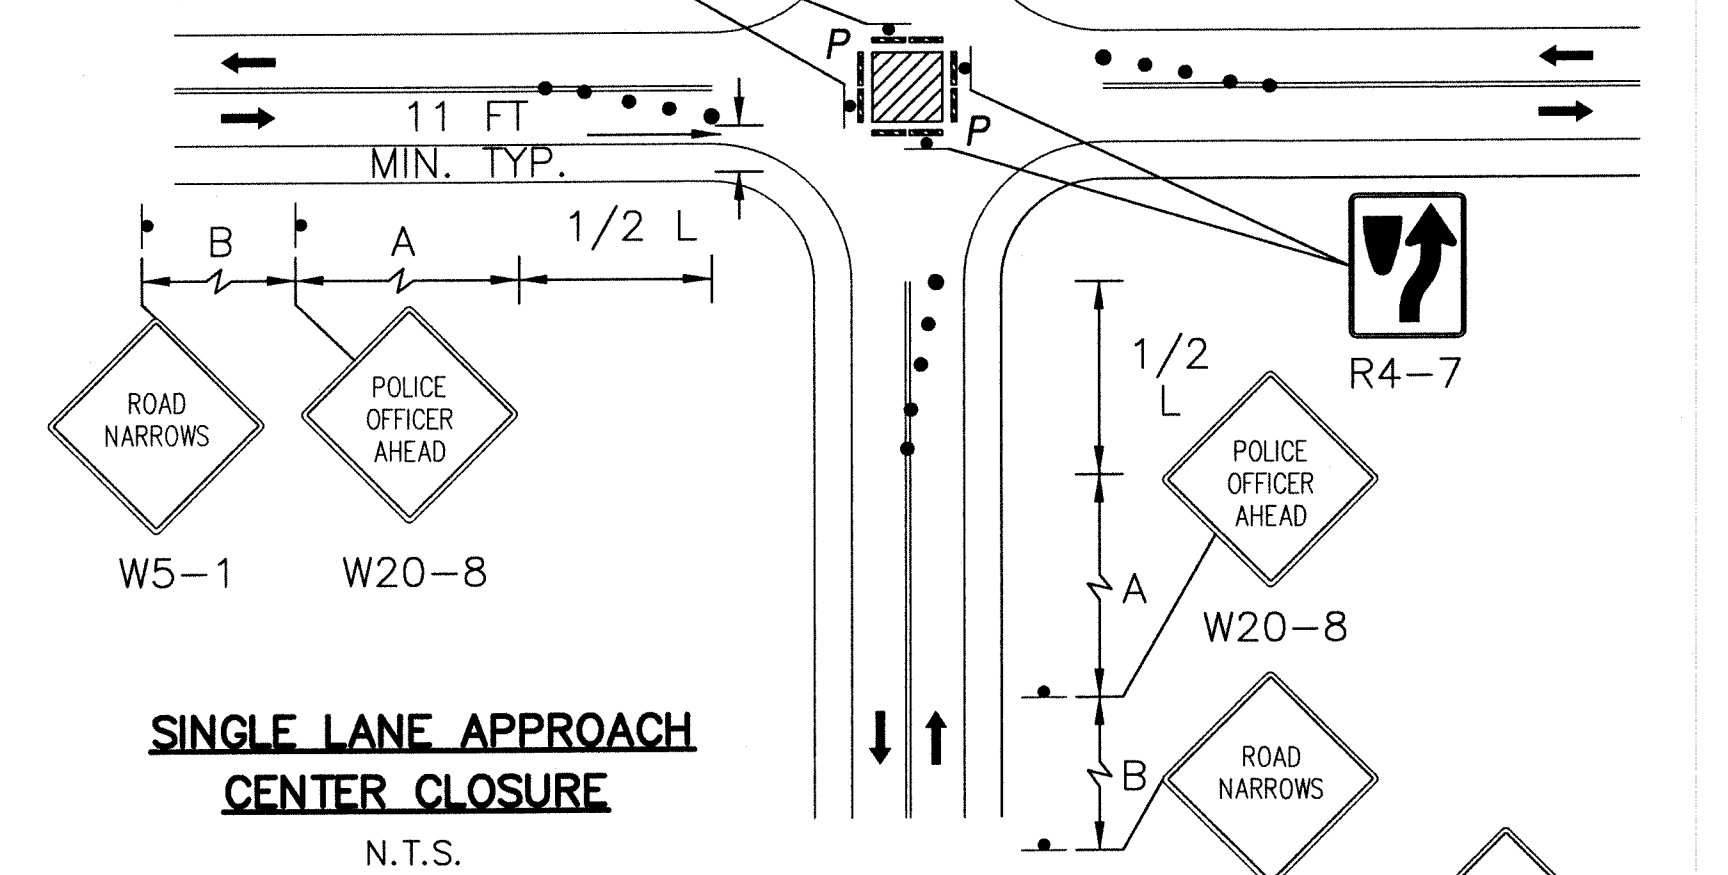 P
11 FT
MIN. TYP.
P
B
A
1/2 L
ROAD
NARROWS
W5-1
POLICE
OFFICER
AHEAD
W20-8
R4-7
1/2
L
POLICE
OFFICER
AHEAD
W20-8
A
B
ROAD
NARROWS
SINGLE LANE APPROACH
CENTER CLOSURE
N.T.S.